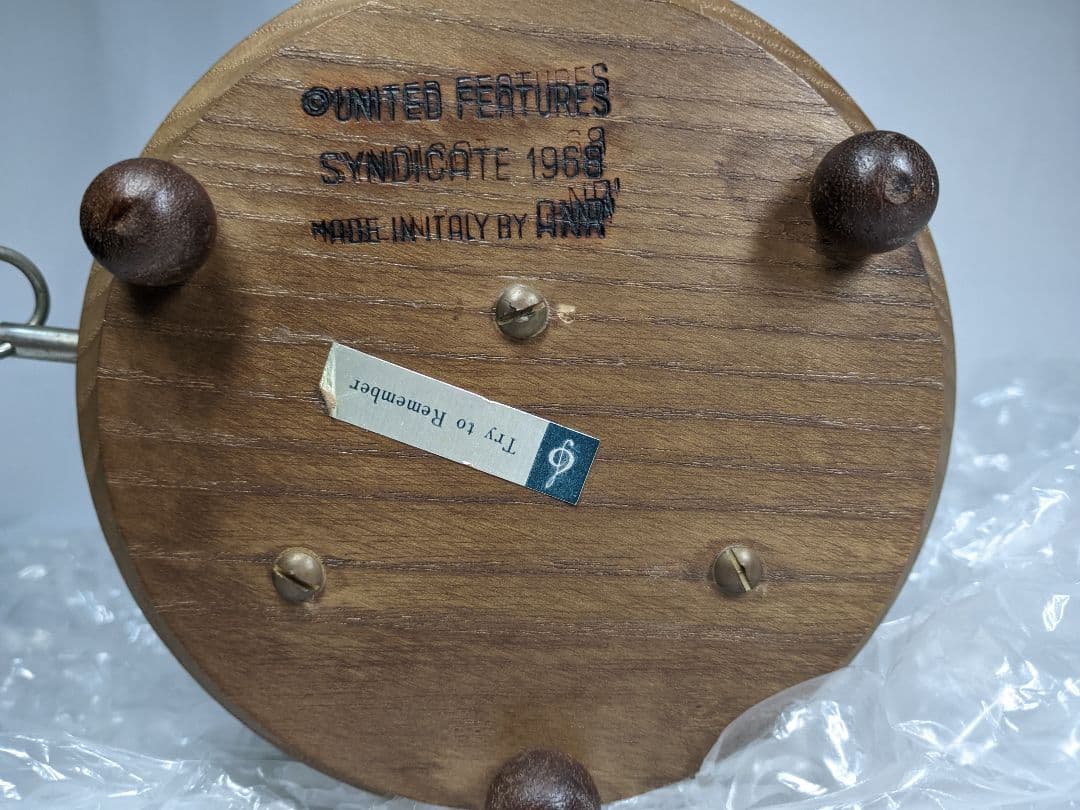 ©UNITED FEATURES
SYNDICATE 1968
MADE IN ITALY BY ANRI
Try to Remember